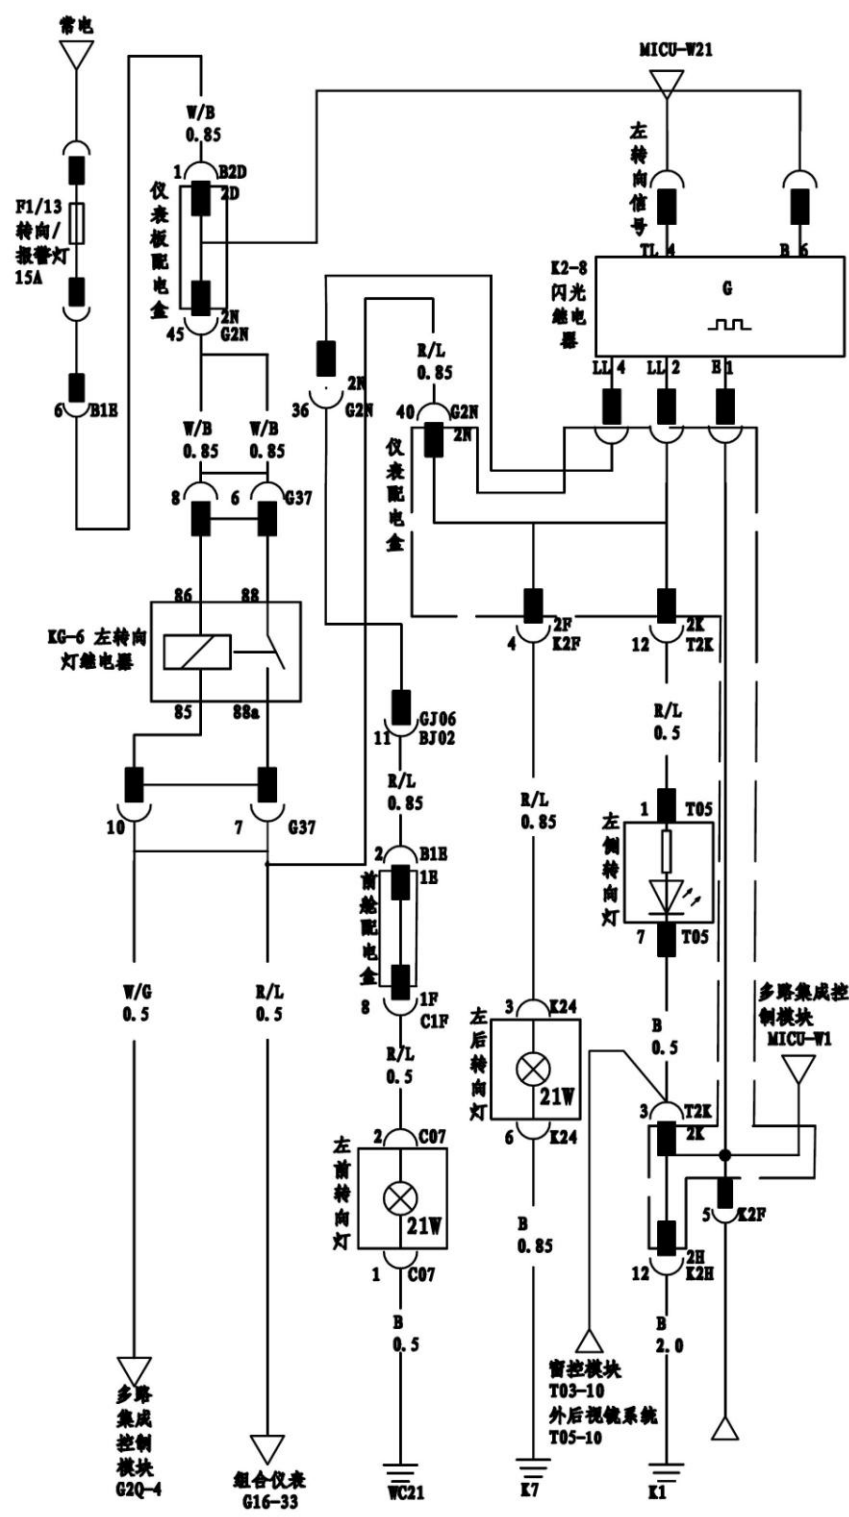 常电
MICU-W21
W/B
0.85
左转向信号
1
B2D
2D
F1/13
转向/
报警灯
15A
仪表板配电盒
TL 4
B 6
K2-8
闪光
继电
器
G
2N
45
G2N
R/L
0.85
LL 4
LL 2
E 1
2N
36
G2N
40
G2N
2N
6
B1E
W/B
0.85
W/B
0.85
仪表配电盒
8
6
G37
86
88
KG-6 左转向
灯继电器
2F
4
K2F
2K
12
T2K
85
88a
GJ06
11
BJ02
R/L
0.5
R/L
0.85
R/L
0.85
1
T05
左侧转向灯
10
7
G37
2
B1E
1E
前舱配电盒
7
T05
W/G
0.5
R/L
0.5
1F
8
C1F
3
K24
多路集成控
制模块
MICU-W1
左后转向灯
B
0.5
R/L
0.5
21W
3
T2K
2K
2
C07
6
K24
左前转向灯
21W
5
K2F
B
0.85
2H
12
K2H
1
C07
B
0.5
B
2.0
窗控模块
T03-10
外后视镜系统
T05-10
多路
集成
控制
模块
G2Q-4
组合仪表
G16-33
WC21
K7
K1